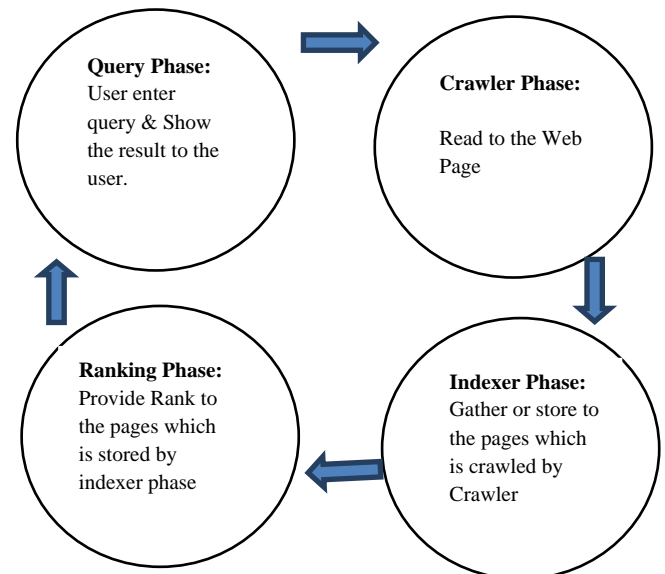 Query Phase:
User enter
query & Show
the result to the
user.
Crawler Phase:
Read to the Web
Page
Indexer Phase:
Gather or store to
the pages which
is crawled by
Crawler
Ranking Phase:
Provide Rank to
the pages which
is stored by
indexer phase